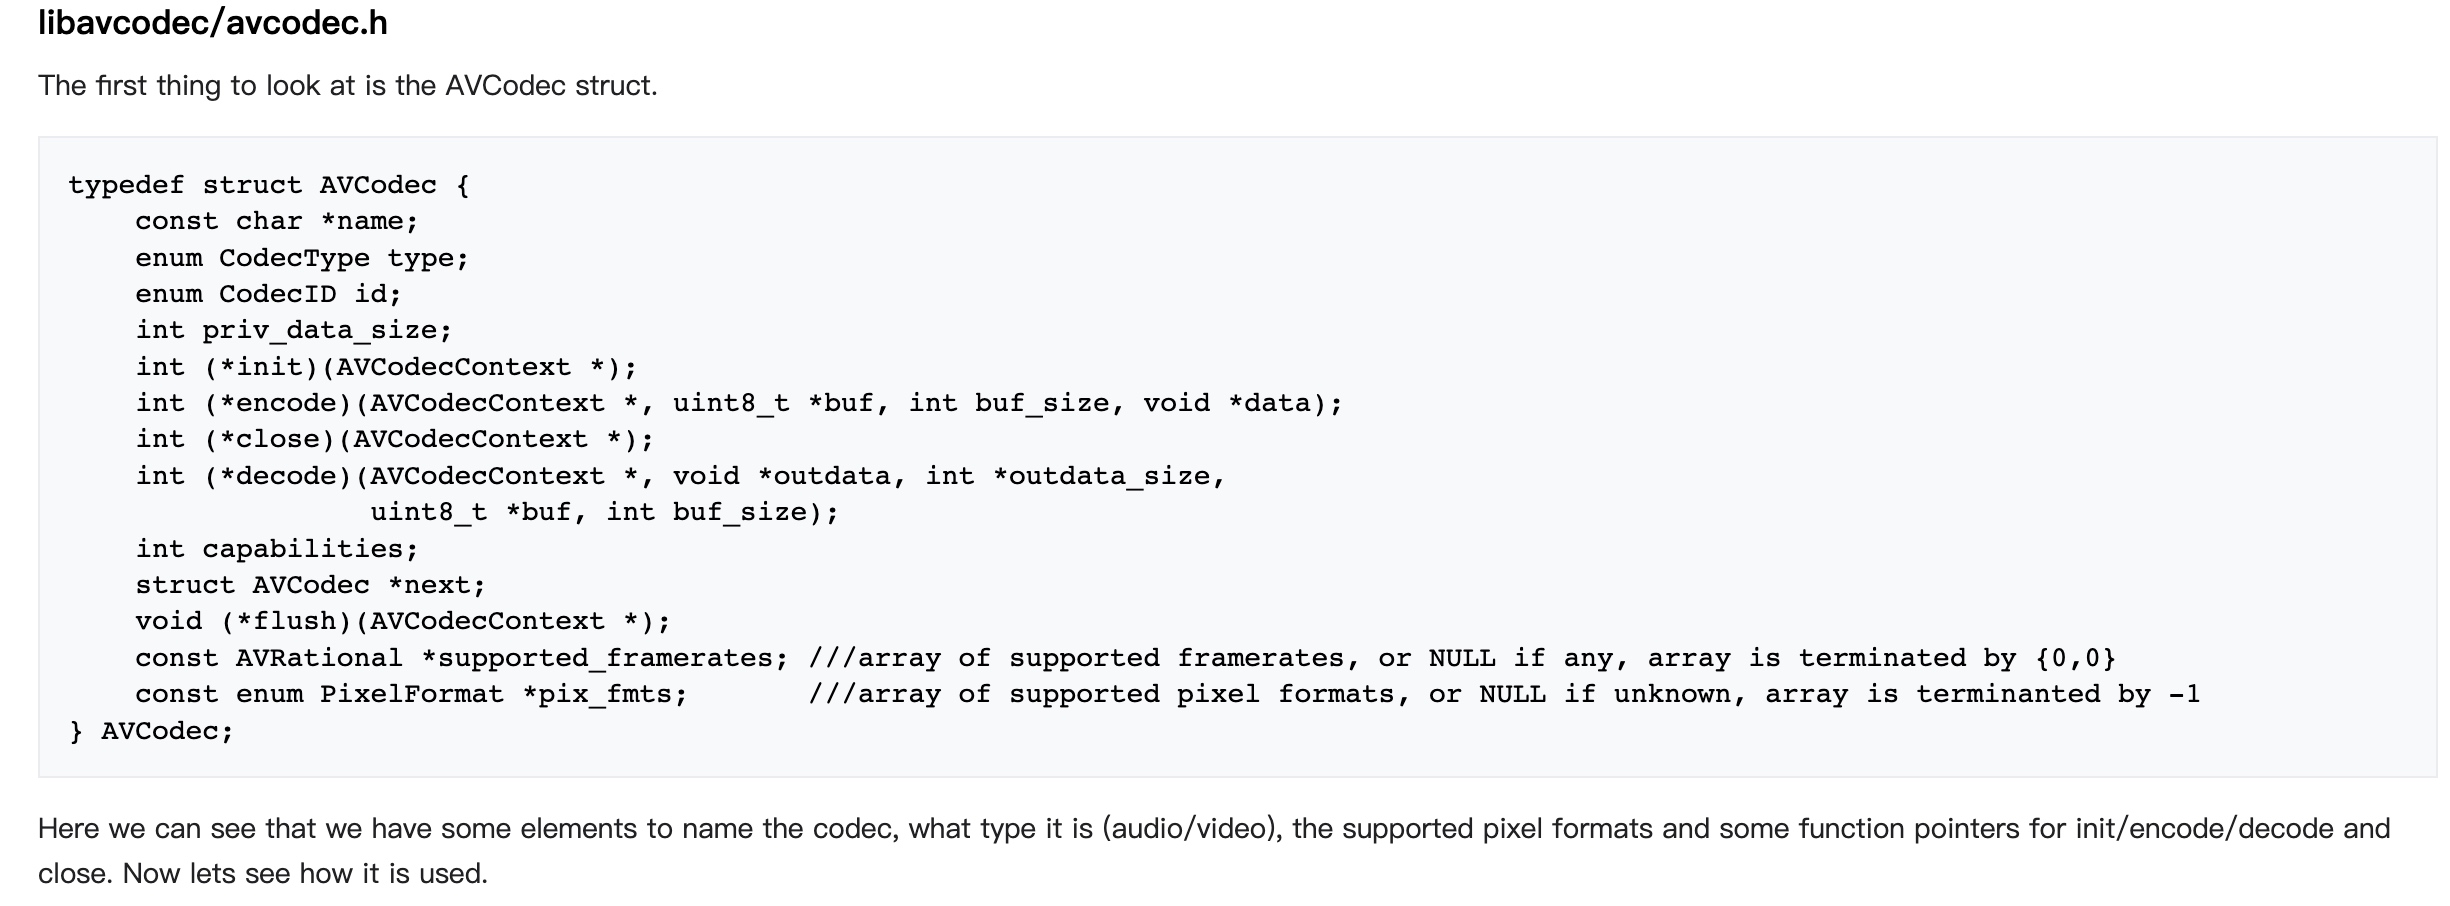 libavcodec/avcodec.h
The first thing to look at is the AVCodec struct.
typedef struct AVCodec {
    const char *name;
    enum CodecType type;
    enum CodecID id;
    int priv_data_size;
    int (*init)(AVCodecContext *);
    int (*encode)(AVCodecContext *, uint8_t *buf, int buf_size, void *data);
    int (*close)(AVCodecContext *);
    int (*decode)(AVCodecContext *, void *outdata, int *outdata_size,
                  uint8_t *buf, int buf_size);
    int capabilities;
    struct AVCodec *next;
    void (*flush)(AVCodecContext *);
    const AVRational *supported_framerates; ///array of supported framerates, or NULL if any, array is terminated by {0,0}
    const enum PixelFormat *pix_fmts;       ///array of supported pixel formats, or NULL if unknown, array is terminanted by -1
} AVCodec;
Here we can see that we have some elements to name the codec, what type it is (audio/video), the supported pixel formats and some function pointers for init/encode/decode and
close. Now lets see how it is used.